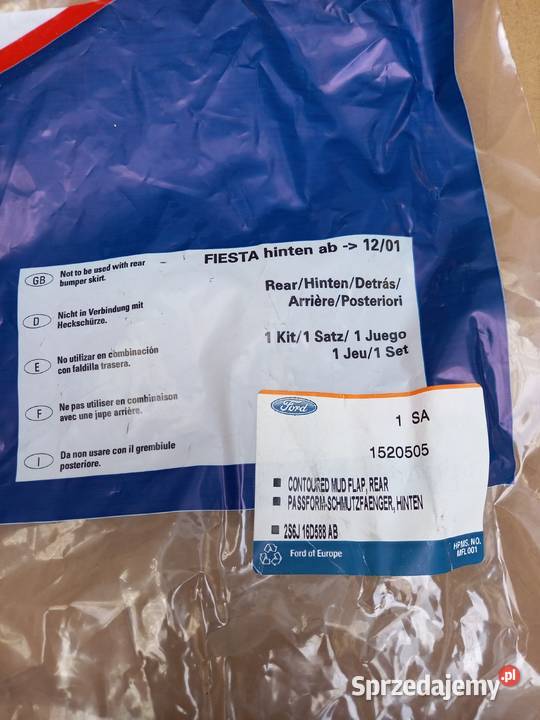 FIESTA hinten ab -> 12/01
GB
Not to be used with rear
bumper skirt.
D
Nicht in Verbindung mit
Heckschürze.
E
No utilizar en combinación
con faldilla trasera.
F
Ne pas utiliser en combinaison
avec une jupe arrière.
I
Da non usare con il grembiule
posteriore.
Rear/Hinten/Detrás/
Arrière/Posteriori
1 Kit/1 Satz/ 1 Juego
1 Jeu/1 Set
Ford
1 SA
1520505
CONTOURED MUD FLAP, REAR
PASSFORM-SCHMUTZFAENGER, HINTEN
2S6J 16D688 AB
Ford of Europe
HPMS. NO.
MFL 001
Sprzedajemy.pl